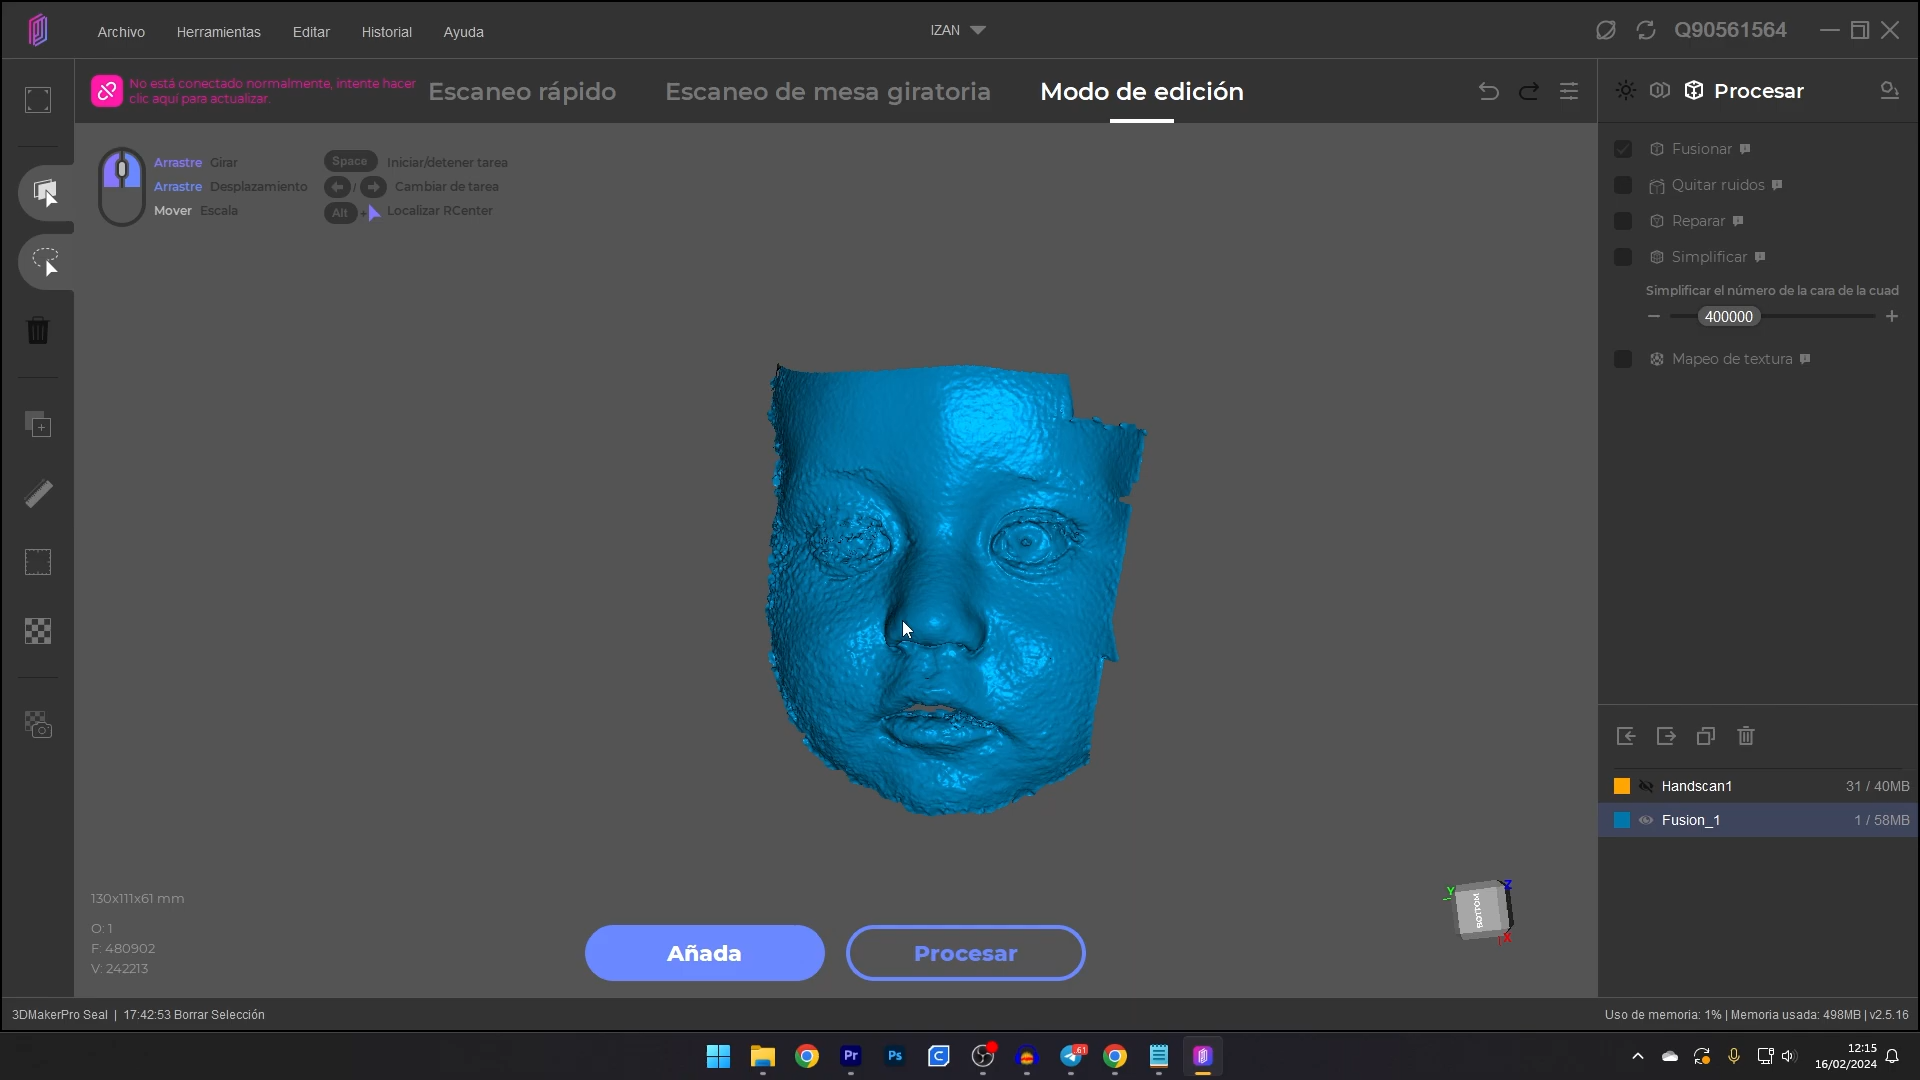 Archivo
Herramientas
Editar
Historial
Ayuda
IZAN
Q90561564
No está conectado normalmente, intente hacer
clic aquí para actualizar.
Escaneo rápido
Escaneo de mesa giratoria
Modo de edición
Procesar
Arrastre Girar
Arrastre Desplazamiento
Mover Escala
Space Iniciar/detener tarea
/ Cambiar de tarea
Alt + Localizar RCenter
Fusionar
Quitar ruidos
Reparar
Simplificar
Simplificar el número de la cara de la cuad
400000
Mapeo de textura
Handscan1 31 / 40MB
Fusion_1 1 / 58MB
130x111x61 mm
O: 1
F: 480902
V: 242213
Y
Z
BOTTOM
X
Añada
Procesar
3DMakerPro Seal | 17:42:53 Borrar Selección
Uso de memoria: 1% | Memoria usada: 498MB | v2.5.16
Pr
Ps
C
61
12:15
16/02/2024